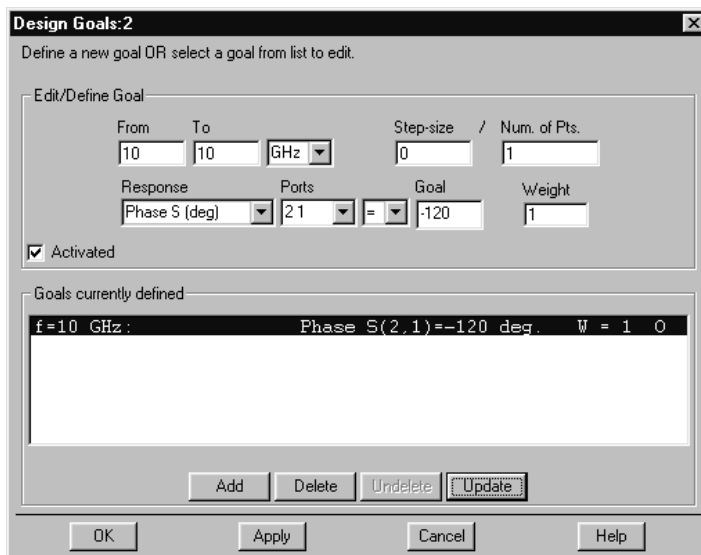 Design Goals:2
Define a new goal OR select a goal from list to edit.
Edit/Define Goal
From To Step-size / Num. of Pts.
10 10 GHz 0 1
Response Ports Goal Weight
Phase S (deg) 2 1 = -120 1
Activated
Goals currently defined
f=10 GHz: Phase S(2,1)=-120 deg. W = 1 O
Add Delete Undelete Update
OK Apply Cancel Help